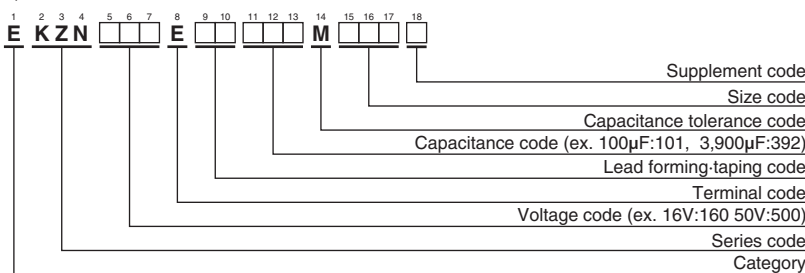 1 2 3 4 5 6 7 8 9 10 11 12 13 14 15 16 17 18
E KZN □□□ E □□ □□□ M □□□ □
Supplement code
Size code
Capacitance tolerance code
Capacitance code (ex. 100μF:101, 3,900μF:392)
Lead forming·taping code
Terminal code
Voltage code (ex. 16V:160 50V:500)
Series code
Category